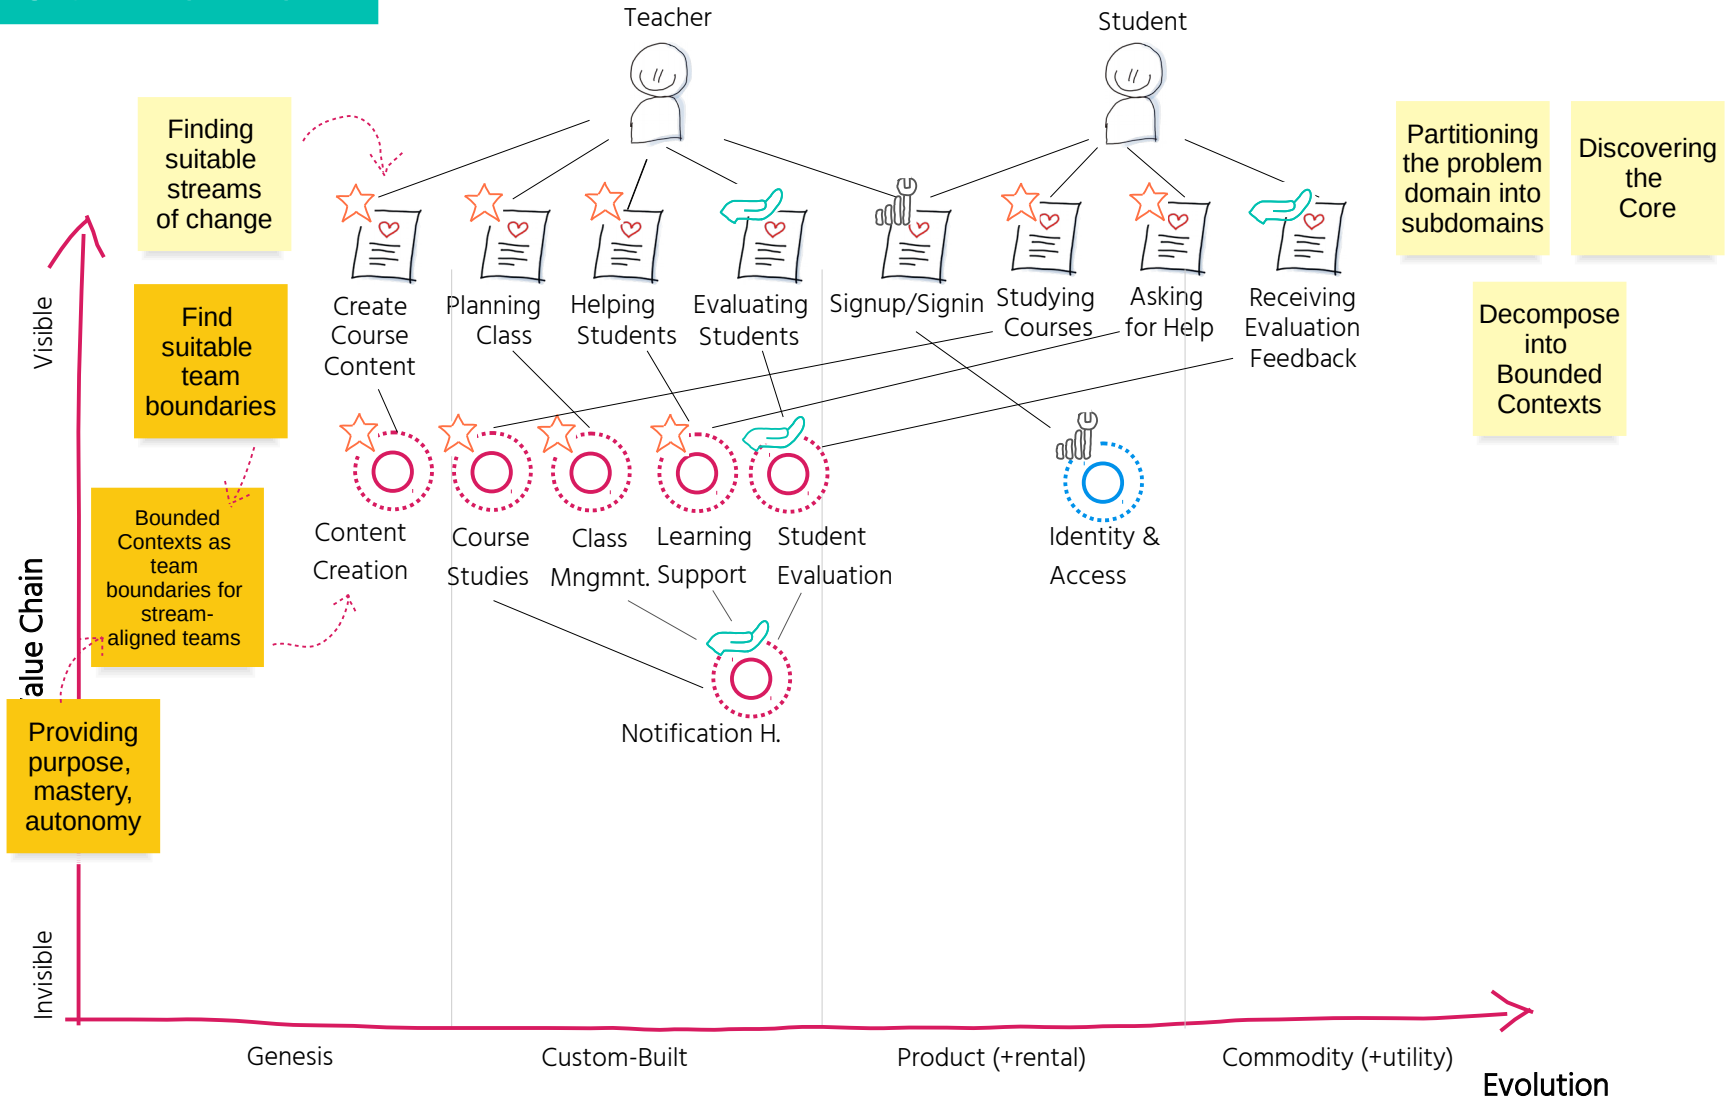 Teacher
Student
Finding
suitable
streams
of change
Partitioning
the problem
domain into
subdomains
Discovering
the
Core
Find
suitable
team
boundaries
Decompose
into
Bounded
Contexts
Visible
Create
Course
Content
Planning
Class
Helping
Students
Evaluating
Students
Signup/Signin
Studying
Courses
Asking
for Help
Receiving
Evaluation
Feedback
Bounded
Contexts as
team
boundaries for
stream-
aligned teams
Content
Creation
Course
Studies
Class
Mngmnt.
Learning
Support
Student
Evaluation
Identity &
Access
alue Chain
Providing
purpose,
mastery,
autonomy
Notification H.
Invisible
Genesis
Custom-Built
Product (+rental)
Commodity (+utility)
Evolution